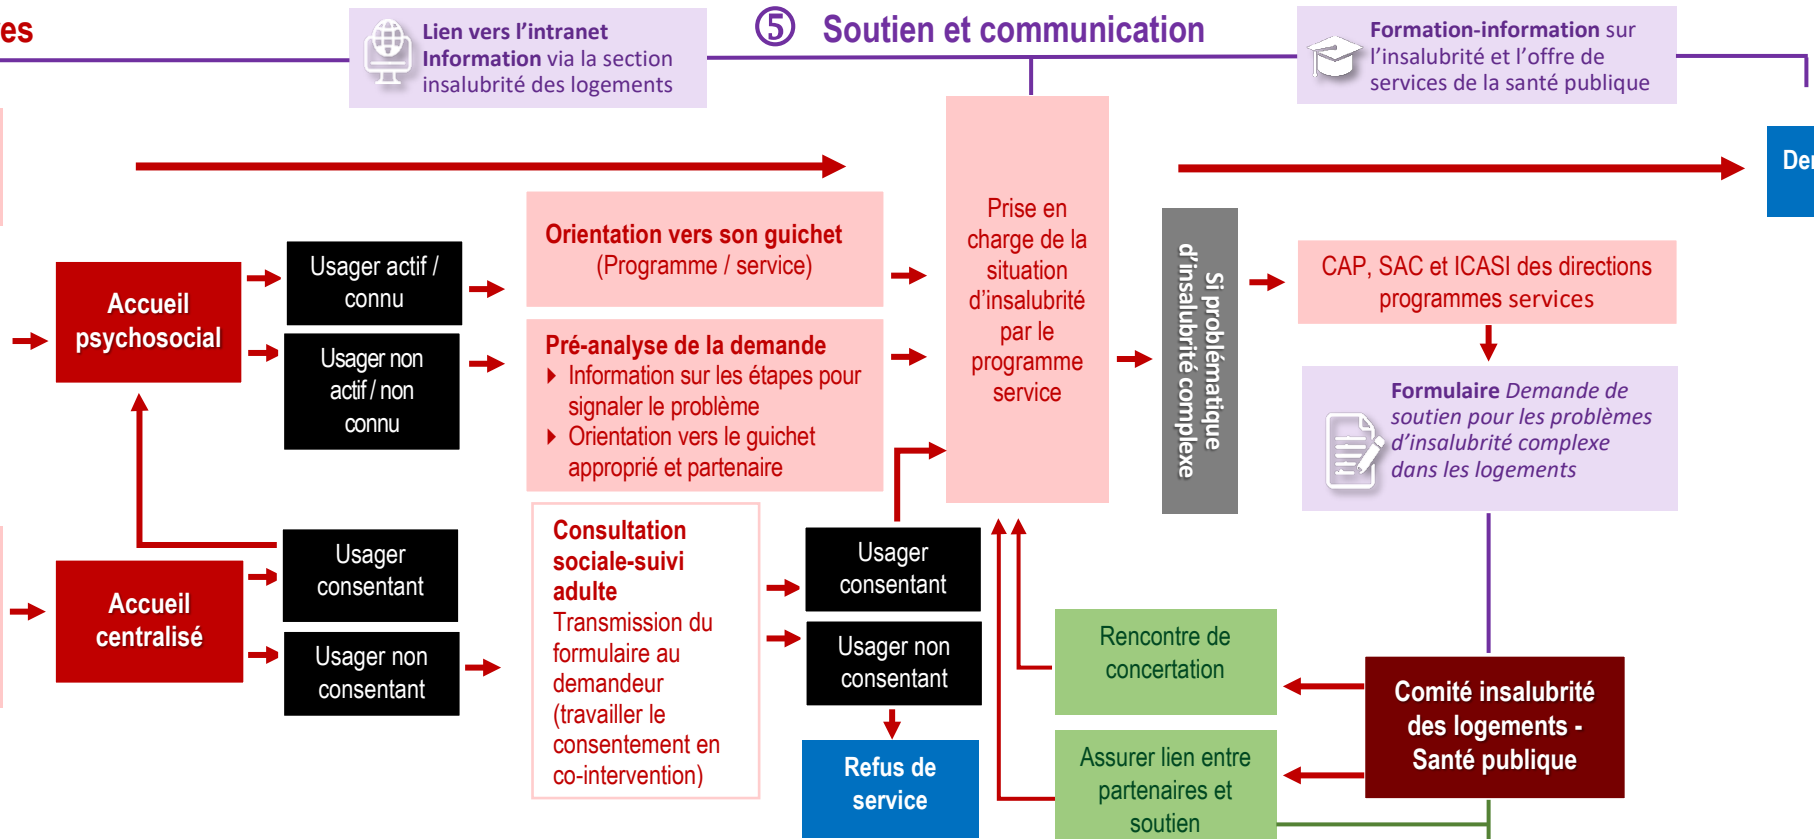 es
Lien vers l’intranet
Information via la section
insalubrité des logements
⑤ Soutien et communication
Formation-information sur
l’insalubrité et l’offre de
services de la santé publique
Accueil
psychosocial
Usager actif /
connu
Usager non
actif / non
connu
Orientation vers son guichet
(Programme / service)
Pré-analyse de la demande
Information sur les étapes pour
signaler le problème
Orientation vers le guichet
approprié et partenaire
Prise en
charge de la
situation
d’insalubrité
par le
programme
service
Si problématique
d’insalubrité complexe
CAP, SAC et ICASI des directions
programmes services
Formulaire Demande de
soutien pour les problèmes
d’insalubrité complexe
dans les logements
Accueil
centralisé
Usager
consentant
Usager non
consentant
Consultation
sociale-suivi
adulte
Transmission du
formulaire au
demandeur
(travailler le
consentement en
co-intervention)
Usager
consentant
Usager non
consentant
Refus de
service
Rencontre de
concertation
Assurer lien entre
partenaires et
soutien
Comité insalubrité
des logements -
Santé publique